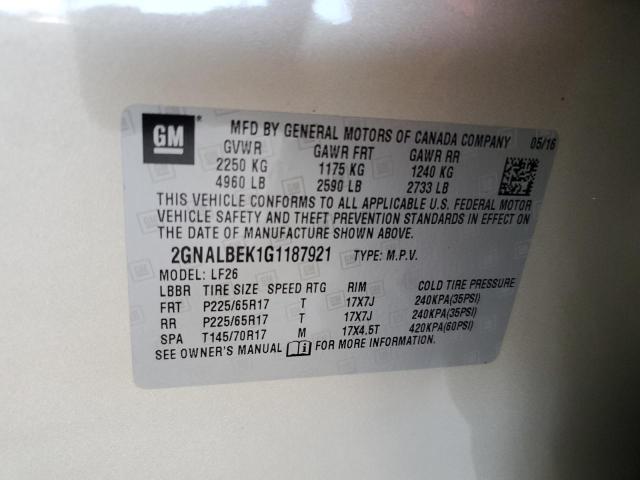 GM
MFD BY GENERAL MOTORS OF CANADA COMPANY 05/16
GVWR GAWR FRT GAWR RR
2250 KG 1175 KG 1240 KG
4960 LB 2590 LB 2733 LB
THIS VEHICLE CONFORMS TO ALL APPLICABLE U.S. FEDERAL MOTOR
VEHICLE SAFETY AND THEFT PREVENTION STANDARDS IN EFFECT ON
THE DATE OF MANUFACTURE SHOWN ABOVE.
2GNALBEK1G1187921 TYPE: M.P.V.
MODEL: LF26
LBBR TIRE SIZE SPEED RTG RIM COLD TIRE PRESSURE
FRT P225/65R17 T 17X7J 240KPA(35PSI)
RR P225/65R17 T 17X7J 240KPA(35PSI)
SPA T145/70R17 M 17X4.5T 420KPA(60PSI)
SEE OWNER'S MANUAL FOR MORE INFORMATION.